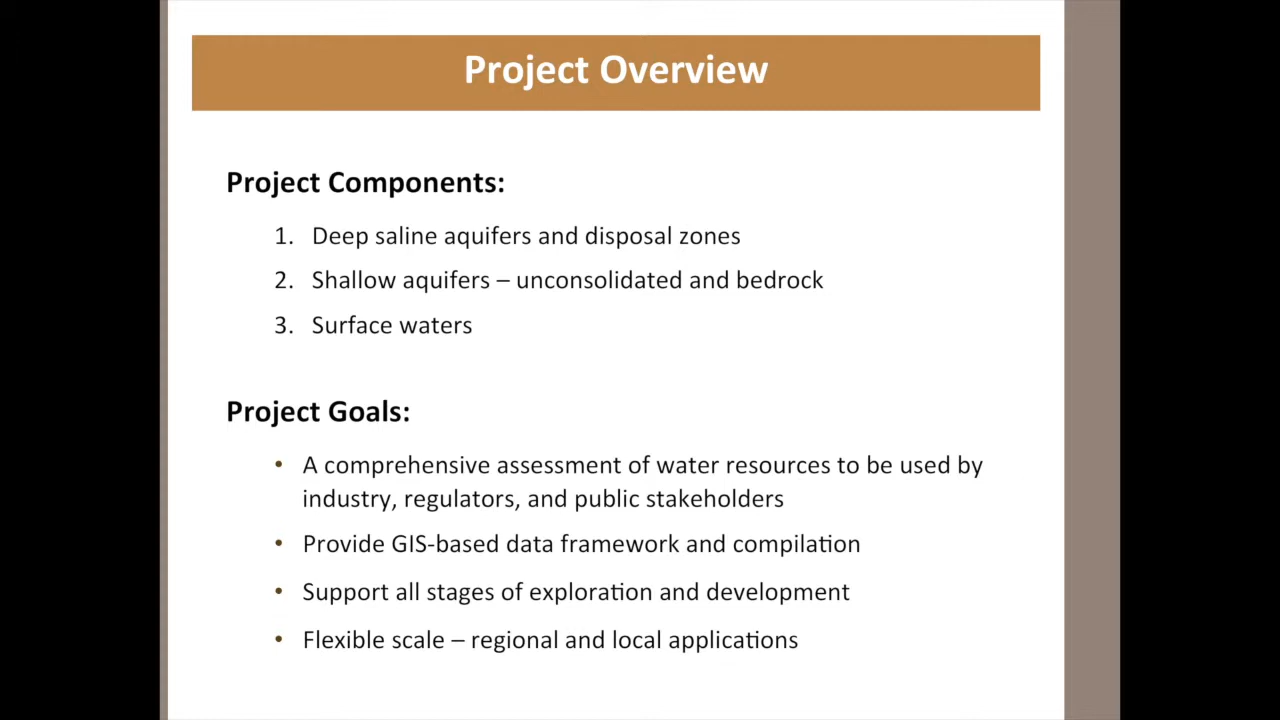 Project Overview
Project Components:
1. Deep saline aquifers and disposal zones
2. Shallow aquifers – unconsolidated and bedrock
3. Surface waters
Project Goals:
• A comprehensive assessment of water resources to be used by
industry, regulators, and public stakeholders
• Provide GIS-based data framework and compilation
• Support all stages of exploration and development
• Flexible scale – regional and local applications